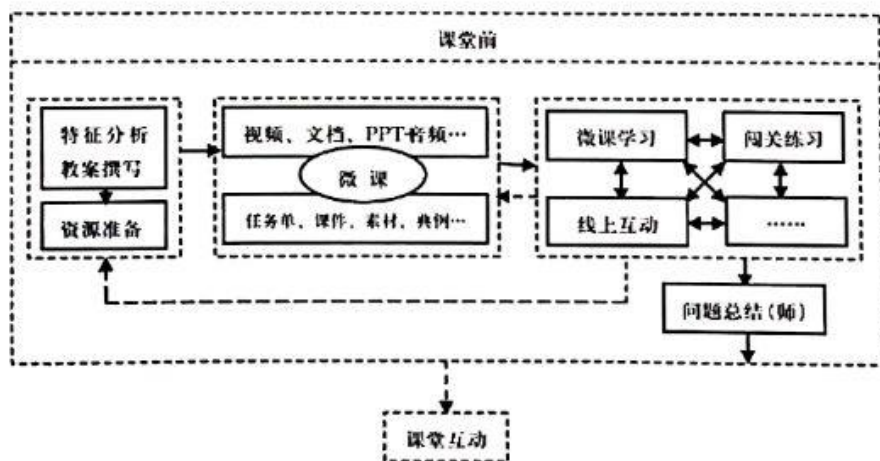 课堂前
特征分析
教案撰写
资源准备
视频、文档、PPT音频…
微课
任务单、课件、素材、典例…
微课学习
闯关练习
线上互动
……
问题总结(师)
课堂互动